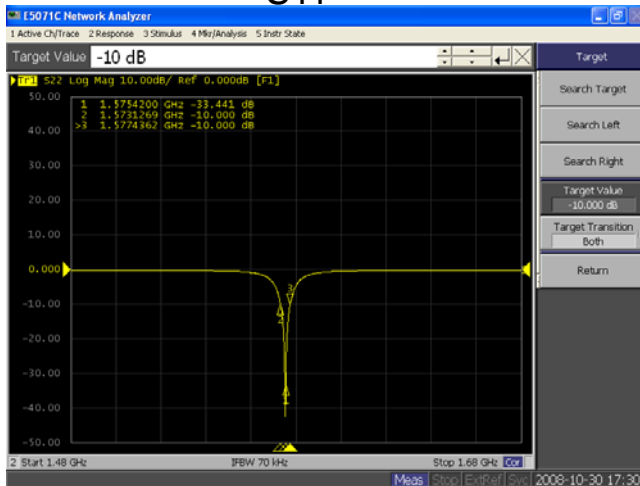 E5071C Network Analyzer
1 Active Ch/Trace 2 Response 3 Stimulus 4 Mkr/Analysis 5 Instr State
Target Value -10 dB
Target
Tr1 S22 Log Mag 10.00dB/ Ref 0.000dB [F1]
50.00
1 1.5754200 GHz -33.441 dB
2 1.5731269 GHz -10.000 dB
>3 1.5774362 GHz -10.000 dB
40.00
30.00
20.00
10.00
0.000
-10.00
-20.00
-30.00
-40.00
-50.00
3
2
1
Search Target
Search Left
Search Right
Target Value
-10.000 dB
Target Transition
Both
Return
2 Start 1.48 GHz IFBW 70 kHz Stop 1.68 GHz Cor
Meas Stop ExtRef Svc 2008-10-30 17:30